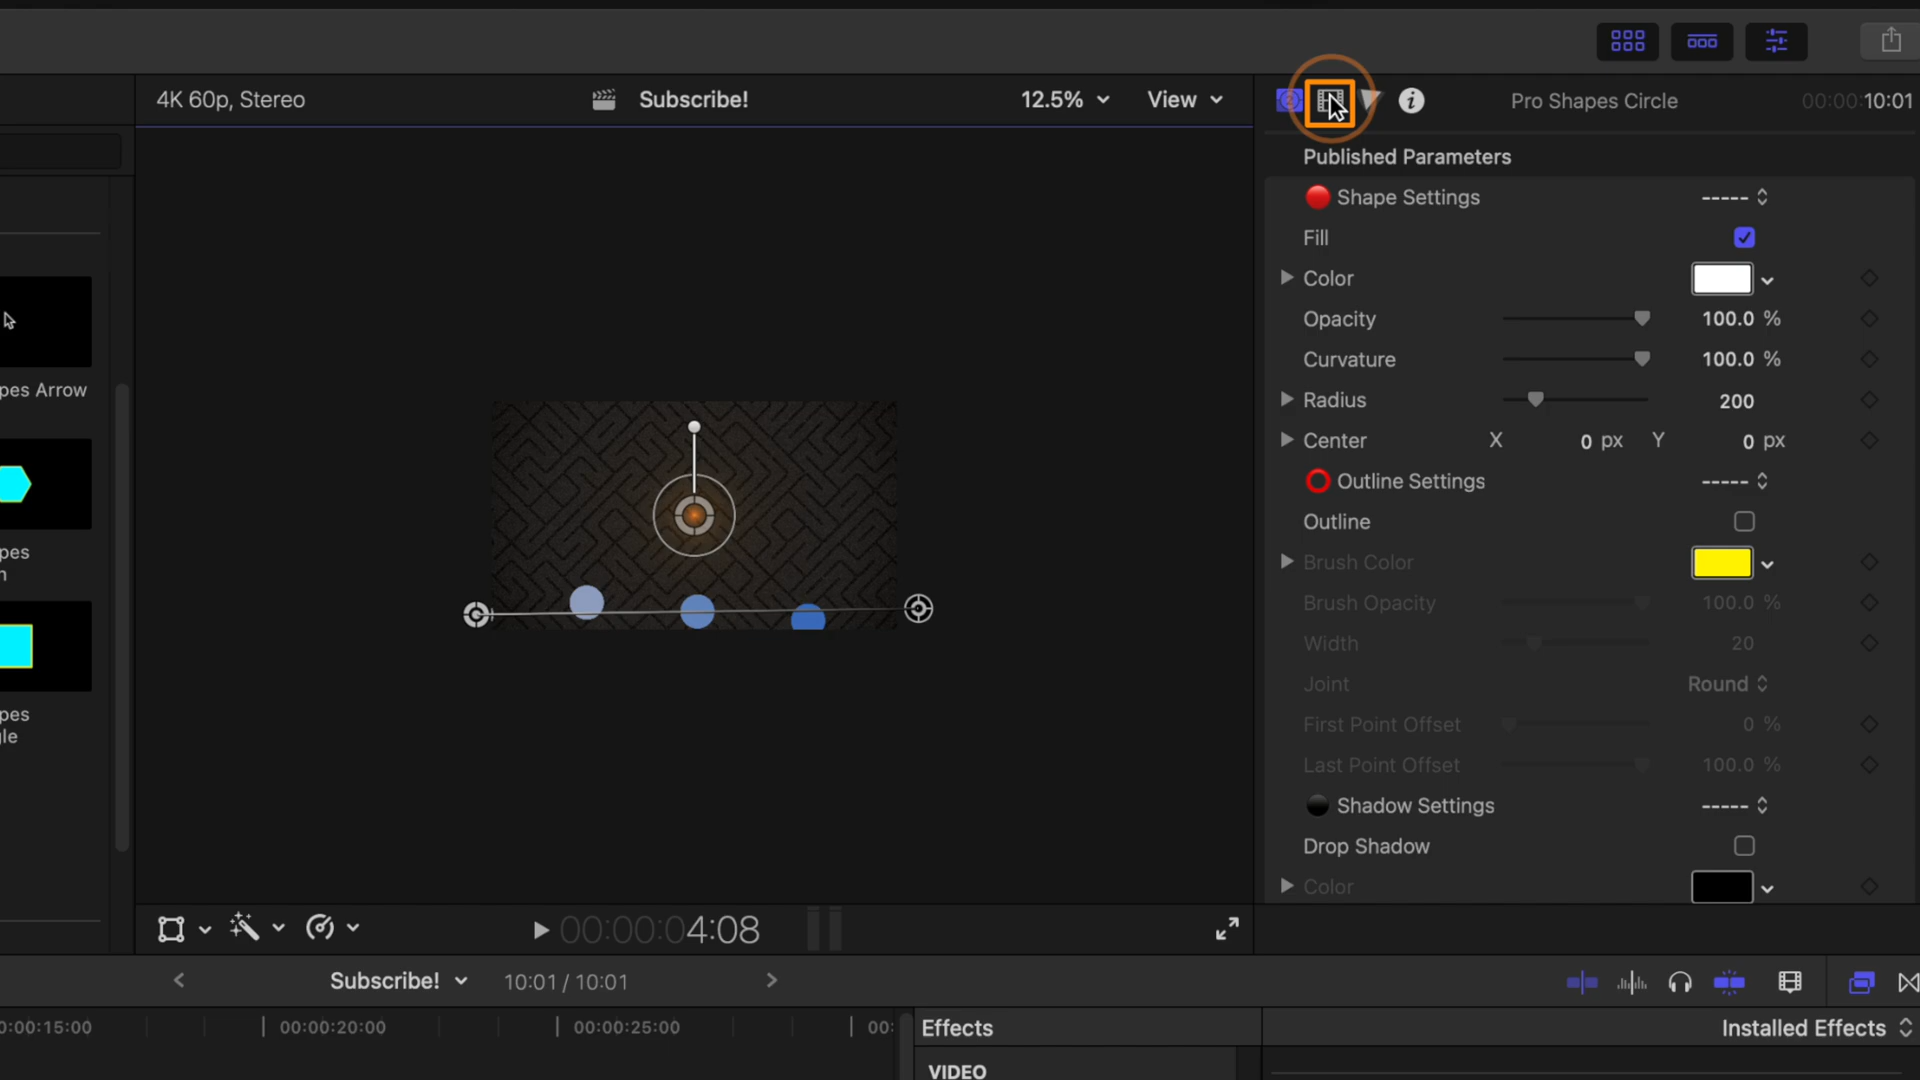 4K 60p, Stereo
Subscribe!
12.5%
View
Pro Shapes Circle
00:00:10:01
Published Parameters
Shape Settings
-----
Fill
Color
Opacity
100.0 %
Curvature
100.0 %
Radius
200
Center
X
0 px
Y
0 px
Outline Settings
-----
Outline
Brush Color
Brush Opacity
100.0 %
Width
20
Joint
Round
First Point Offset
0 %
Last Point Offset
100.0 %
Shadow Settings
-----
Drop Shadow
Color
pes Arrow
pes
n
pes
le
00:00:04:08
Subscribe!
10:01 / 10:01
0:00:15:00
00:00:20:00
00:00:25:00
00:
Effects
Installed Effects
VIDEO